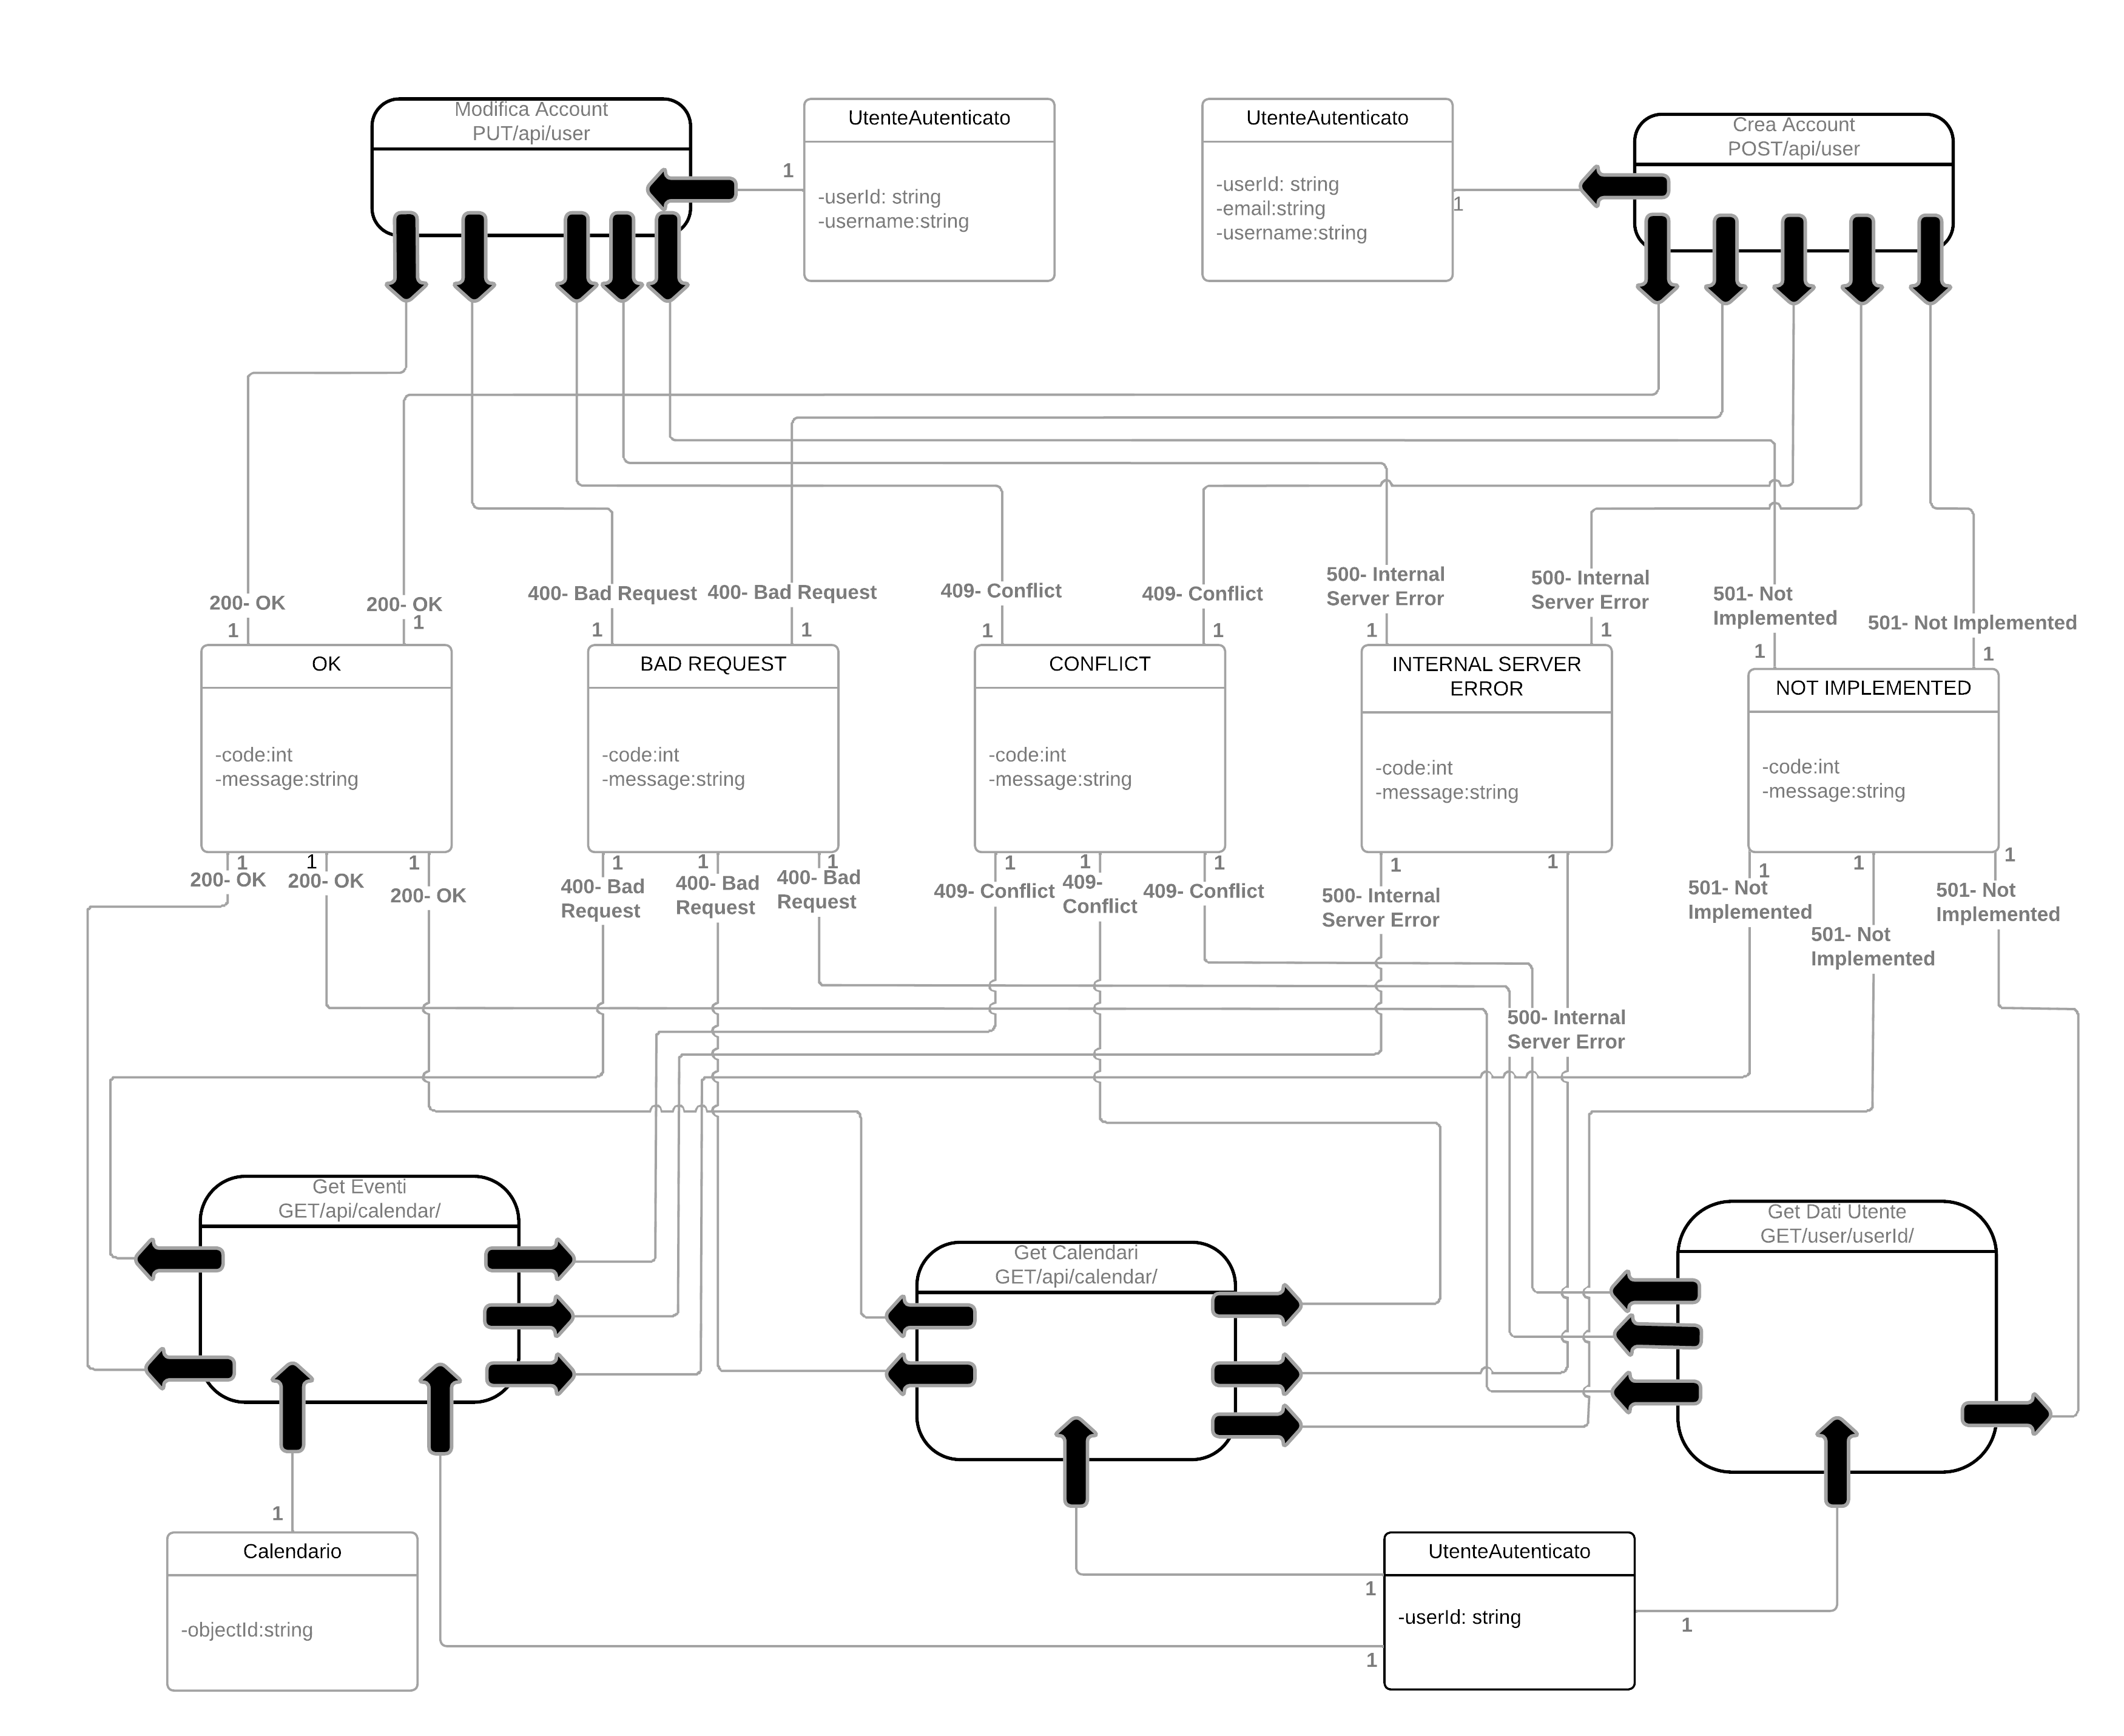 Modifica Account
PUT/api/user
UtenteAutenticato
-userId: string
-username:string
1
UtenteAutenticato
-userId: string
-email:string
-username:string
1
Crea Account
POST/api/user
200- OK
1
200- OK
1
400- Bad Request
1
400- Bad Request
1
409- Conflict
1
409- Conflict
1
500- Internal
Server Error
1
500- Internal
Server Error
1
501- Not
Implemented
1
501- Not Implemented
1
OK
-code:int
-message:string
BAD REQUEST
-code:int
-message:string
CONFLICT
-code:int
-message:string
INTERNAL SERVER
ERROR
-code:int
-message:string
NOT IMPLEMENTED
-code:int
-message:string
1
200- OK
1
200- OK
1
200- OK
1
400- Bad
Request
1
400- Bad
Request
1
400- Bad
Request
1
409- Conflict
1
409-
Conflict
1
409- Conflict
1
500- Internal
Server Error
1
500- Internal
Server Error
1
501- Not
Implemented
1
501- Not
Implemented
1
501- Not
Implemented
Get Eventi
GET/api/calendar/
Get Calendari
GET/api/calendar/
Get Dati Utente
GET/user/userId/
1
Calendario
-objectId:string
UtenteAutenticato
-userId: string
1
1
1